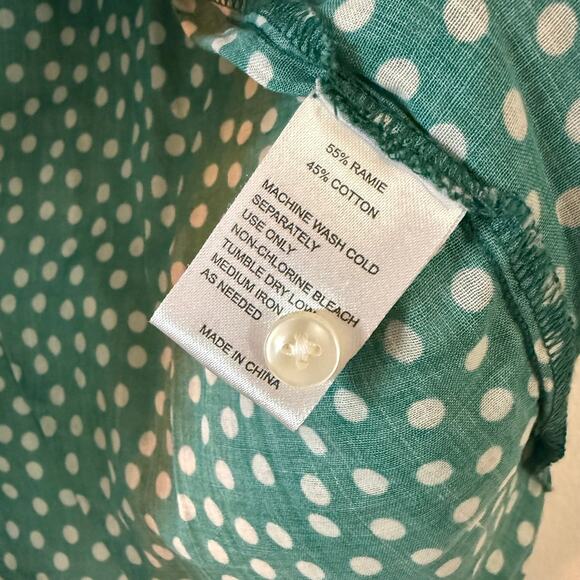 55% RAMIE
45% COTTON
MACHINE WASH COLD
SEPARATELY
USE ONLY
NON-CHLORINE BLEACH
TUMBLE DRY LOW
MEDIUM IRON
AS NEEDED
MADE IN CHINA